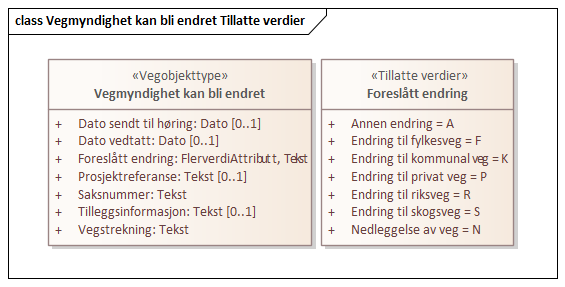 class Vegmyndighet kan bli endret Tillatte verdier
«Vegobjekttype»
Vegmyndighet kan bli endret
+ Dato sendt til høring: Dato [0..1]
+ Dato vedtatt: Dato [0..1]
+ Foreslått endring: FlerverdiAttributt, Tekst
+ Prosjektreferanse: Tekst [0..1]
+ Saksnummer: Tekst
+ Tilleggsinformasjon: Tekst [0..1]
+ Vegstrekning: Tekst
«Tillatte verdier»
Foreslått endring
+ Annen endring = A
+ Endring til fylkesveg = F
+ Endring til kommunal veg = K
+ Endring til privat veg = P
+ Endring til riksveg = R
+ Endring til skogsveg = S
+ Nedleggelse av veg = N